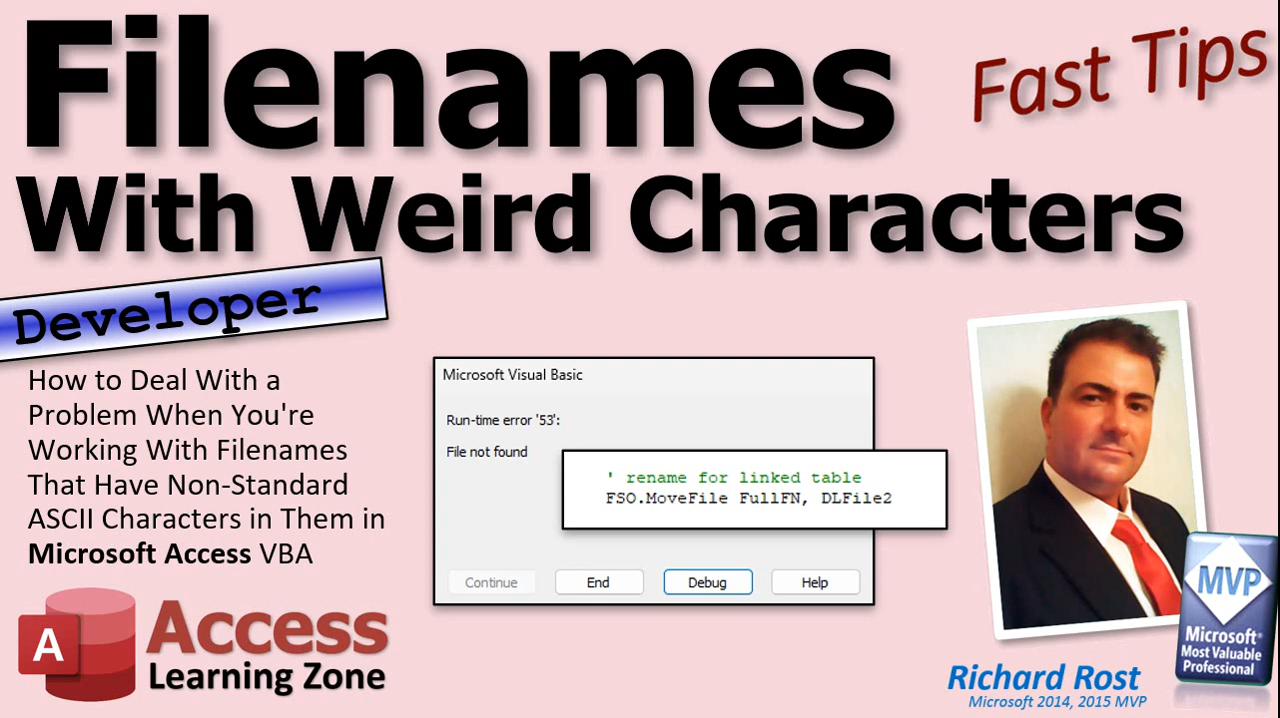 Filenames
Fast Tips
With Weird Characters
Developer
How to Deal With a
Problem When You're
Working With Filenames
That Have Non-Standard
ASCII Characters in Them in
Microsoft Access VBA
Microsoft Visual Basic
Run-time error '53':
File not found
' rename for linked table
FSO.MoveFile FullFN, DLFile2
Continue End Debug Help
A
Access
Learning Zone
MVP
Microsoft®
Most Valuable
Professional
Richard Rost
Microsoft 2014, 2015 MVP